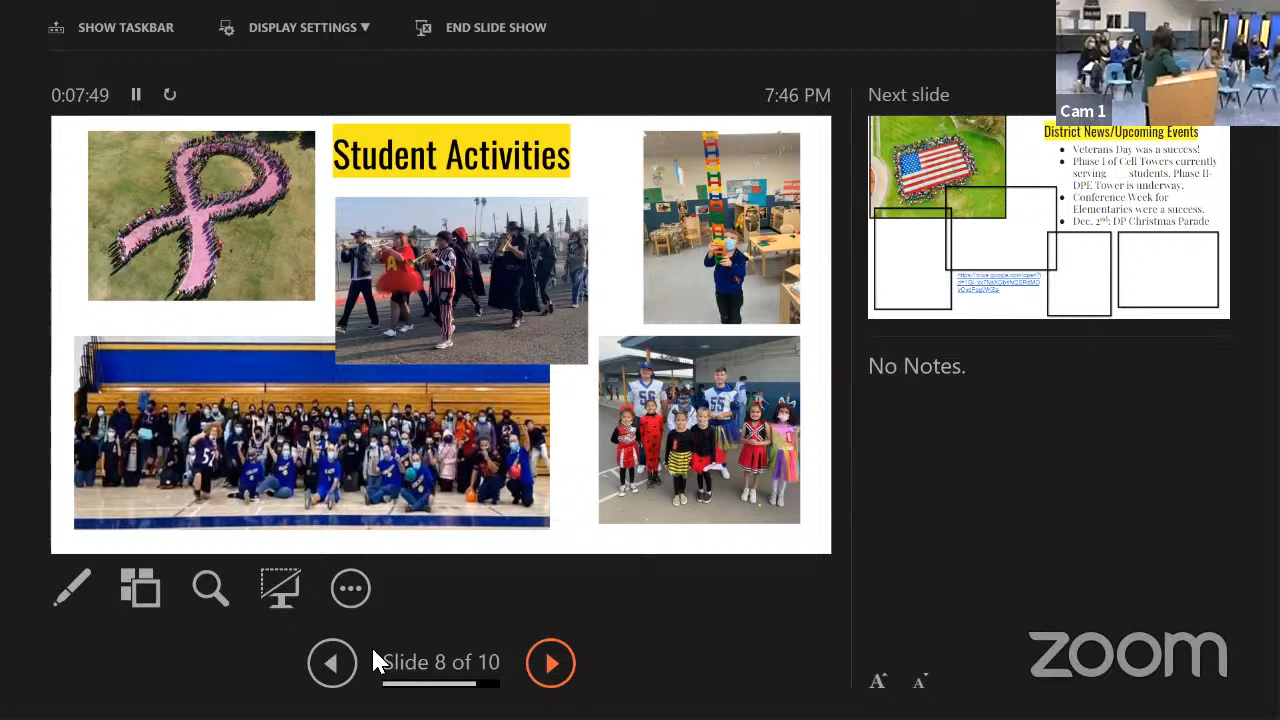 SHOW TASKBAR
DISPLAY SETTINGS ▼
END SLIDE SHOW
0:07:49
7:46 PM
Next slide
Cam 1
Student Activities
A
56
55
District News/Upcoming Events
• Veterans Day was a success!
• Phase I of Cell Towers currently
serving students. Phase II-
DPE Tower is underway.
• Conference Week for
Elementaries were a success.
• Dec. 2nd; DP Christmas Parade
No Notes.
Slide 8 of 10
A A
zoom